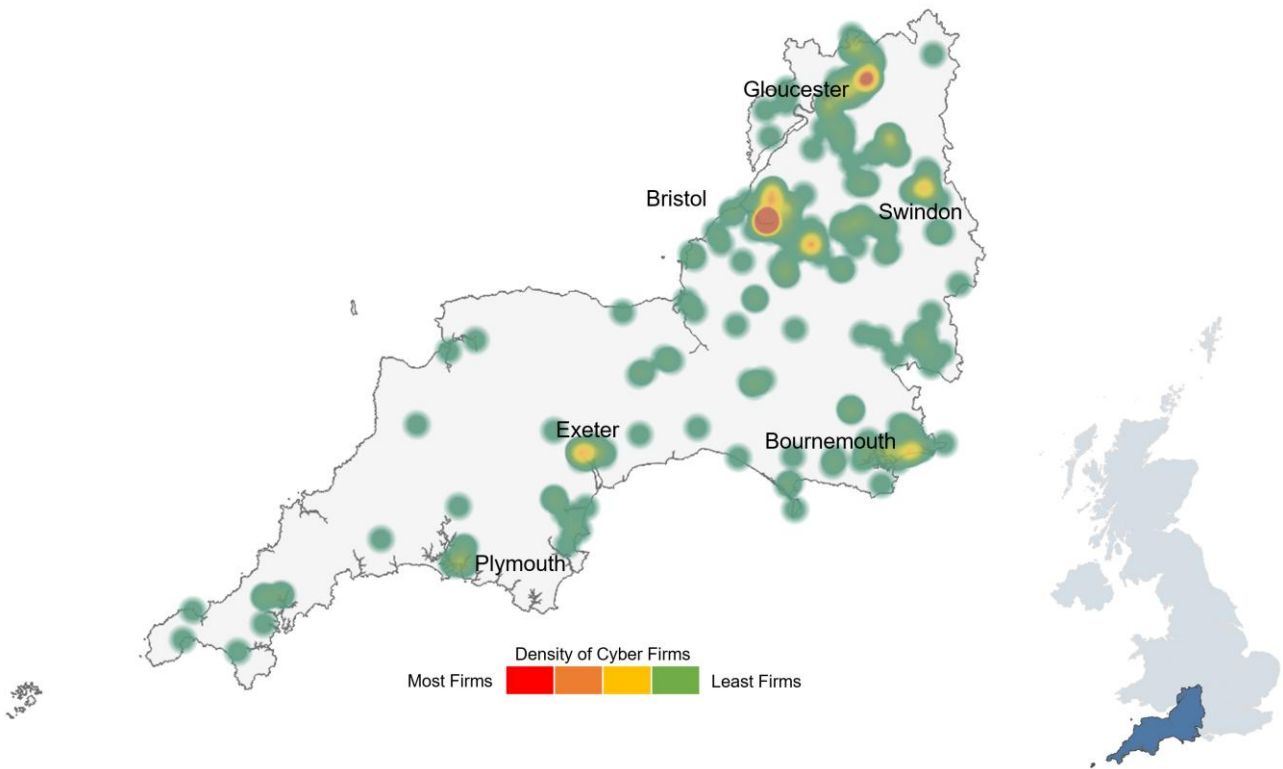 Gloucester
Bristol
Swindon
Exeter
Bournemouth
Plymouth
Density of Cyber Firms
Most Firms
Least Firms